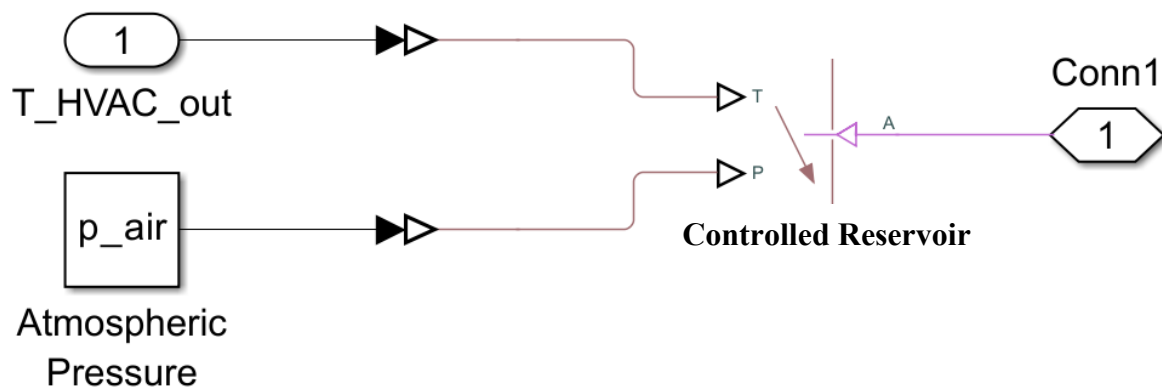 1
T_HVAC_out
T
Conn1
A
1
P
p_air
Controlled Reservoir
Atmospheric
Pressure